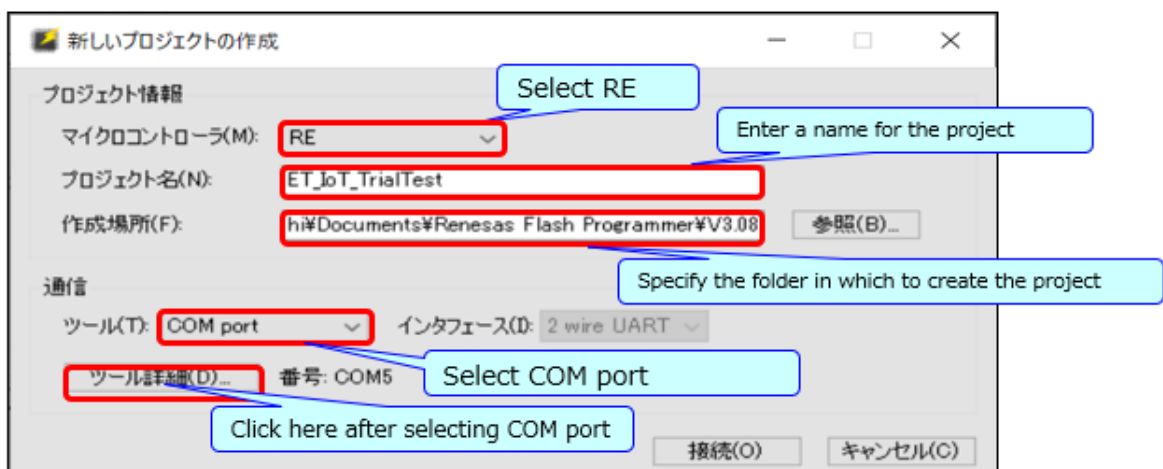 新しいプロジェクトの作成
プロジェクト情報
Select RE
マイクロコントローラ(M): RE
Enter a name for the project
プロジェクト名(N): ET_IoT_TrialTest
作成場所(F): hi¥Documents¥Renesas Flash Programmer¥V3.08 参照(B)...
Specify the folder in which to create the project
通信
ツール(T): COM port インタフェース(I): 2 wire UART
Select COM port
ツール詳細(D)... 番号: COM5
Click here after selecting COM port
接続(O) キャンセル(C)